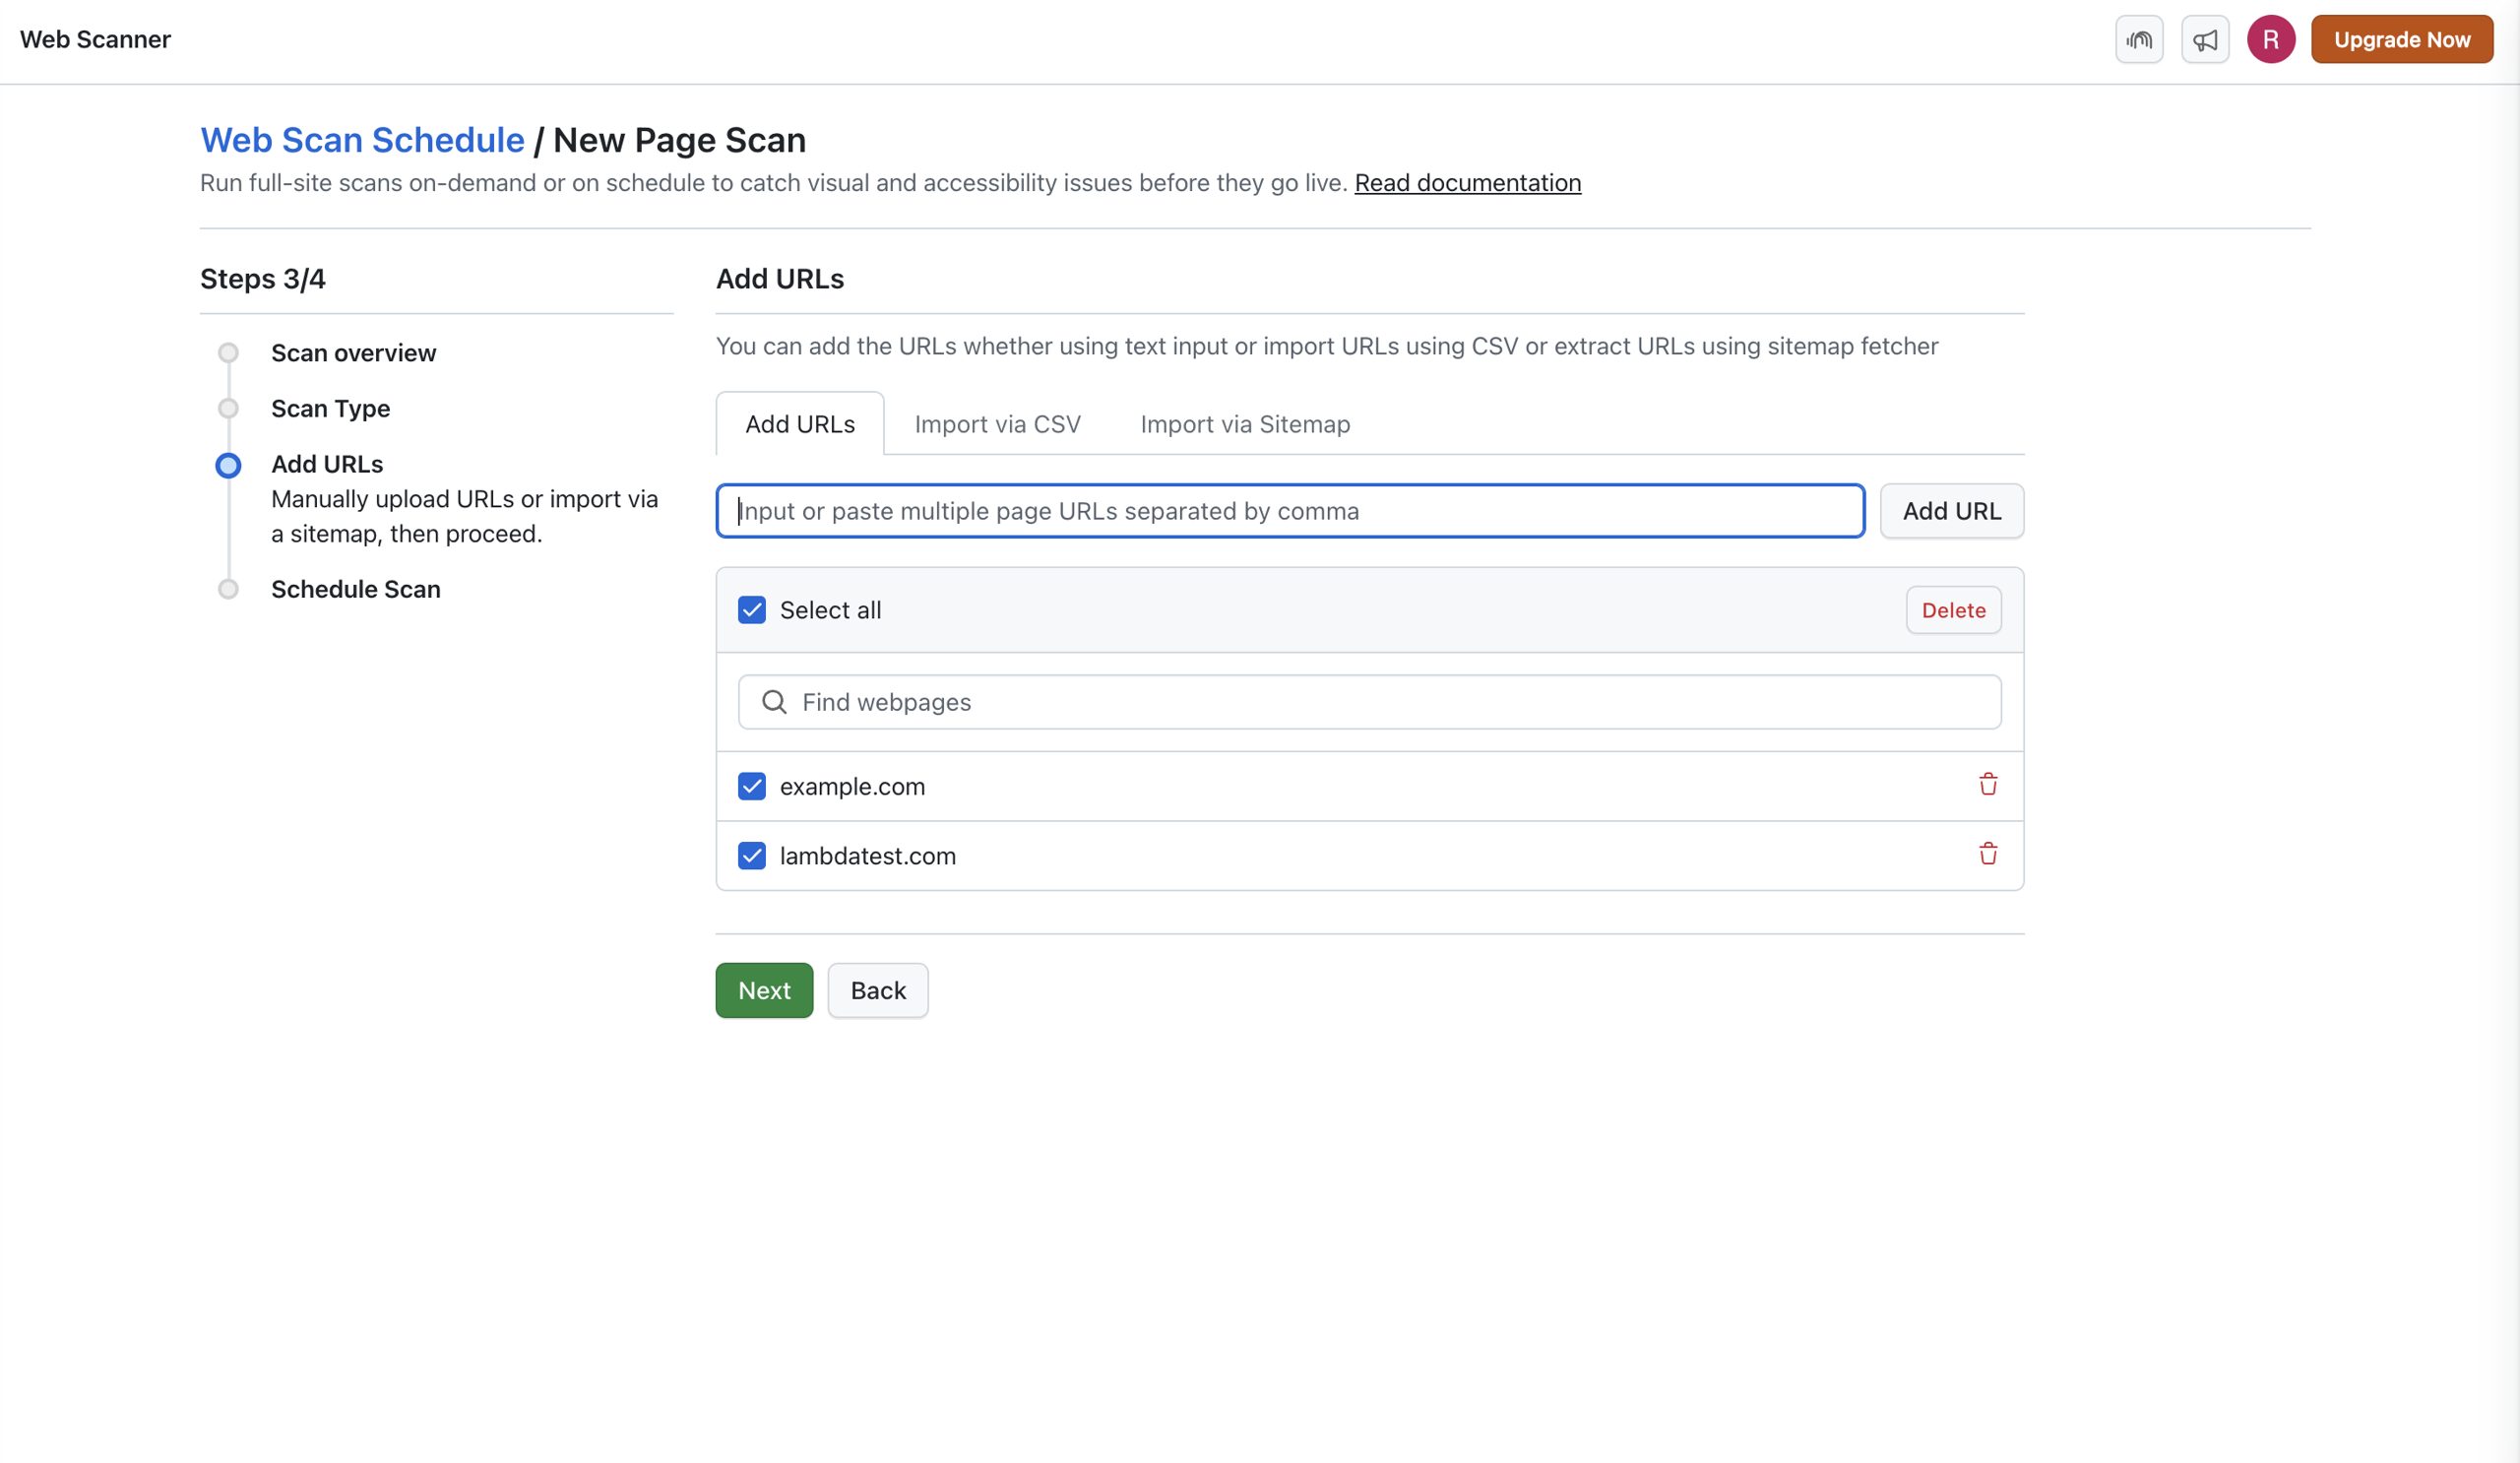 Web Scanner
R
Upgrade Now
Web Scan Schedule / New Page Scan
Run full-site scans on-demand or on schedule to catch visual and accessibility issues before they go live. Read documentation
Steps 3/4
Scan overview
Scan Type
Add URLs
Manually upload URLs or import via
a sitemap, then proceed.
Schedule Scan
Add URLs
You can add the URLs whether using text input or import URLs using CSV or extract URLs using sitemap fetcher
Add URLs
Import via CSV
Import via Sitemap
Input or paste multiple page URLs separated by comma
Add URL
Select all
Delete
Find webpages
example.com
lambdatest.com
Next
Back